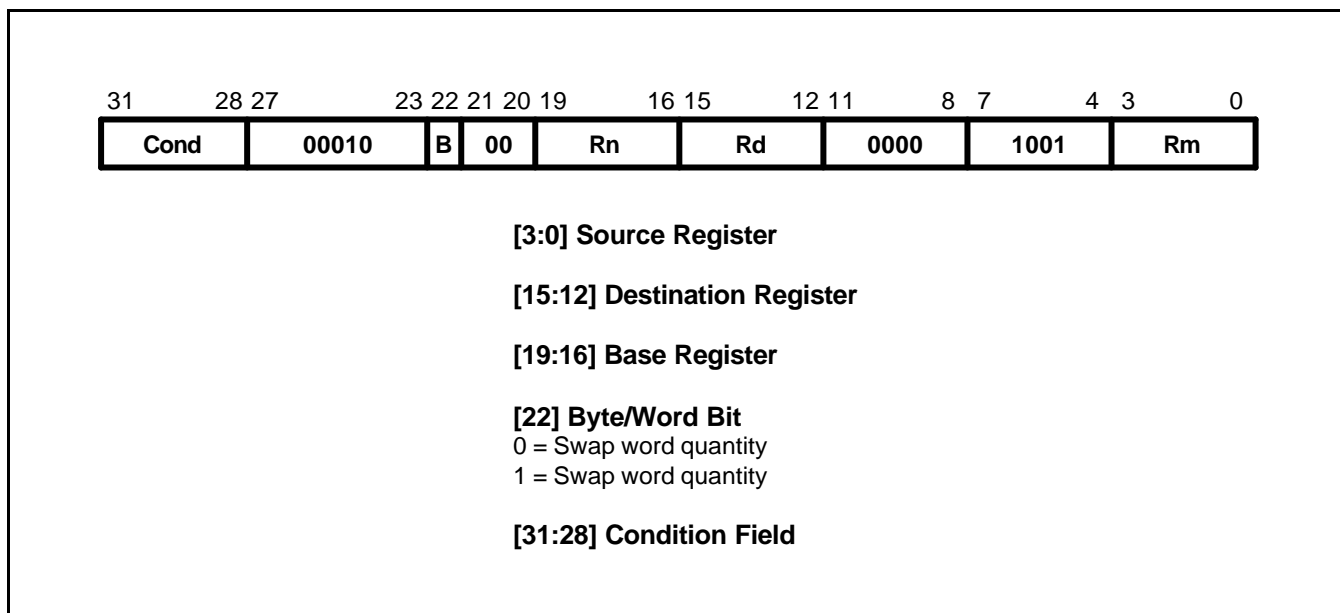 31 28 27 23 22 21 20 19 16 15 12 11 8 7 4 3 0
Cond 00010 B 00 Rn Rd 0000 1001 Rm
[3:0] Source Register
[15:12] Destination Register
[19:16] Base Register
[22] Byte/Word Bit
0 = Swap word quantity
1 = Swap word quantity
[31:28] Condition Field